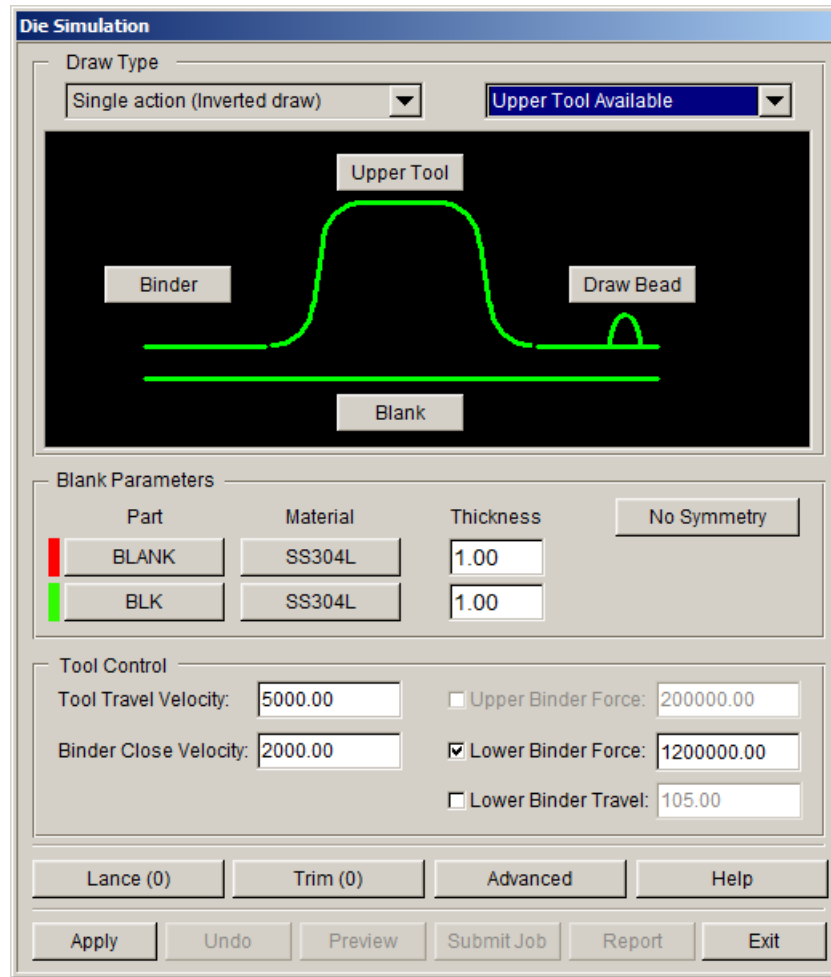 Die Simulation
Draw Type
Single action (Inverted draw) Upper Tool Available
Upper Tool
Binder Draw Bead
Blank
Blank Parameters
Part Material Thickness No Symmetry
BLANK SS304L 1.00
BLK SS304L 1.00
Tool Control
Tool Travel Velocity: 5000.00 Upper Binder Force: 200000.00
Binder Close Velocity: 2000.00 Lower Binder Force: 1200000.00
Lower Binder Travel: 105.00
Lance (0) Trim (0) Advanced Help
Apply Undo Preview Submit Job Report Exit